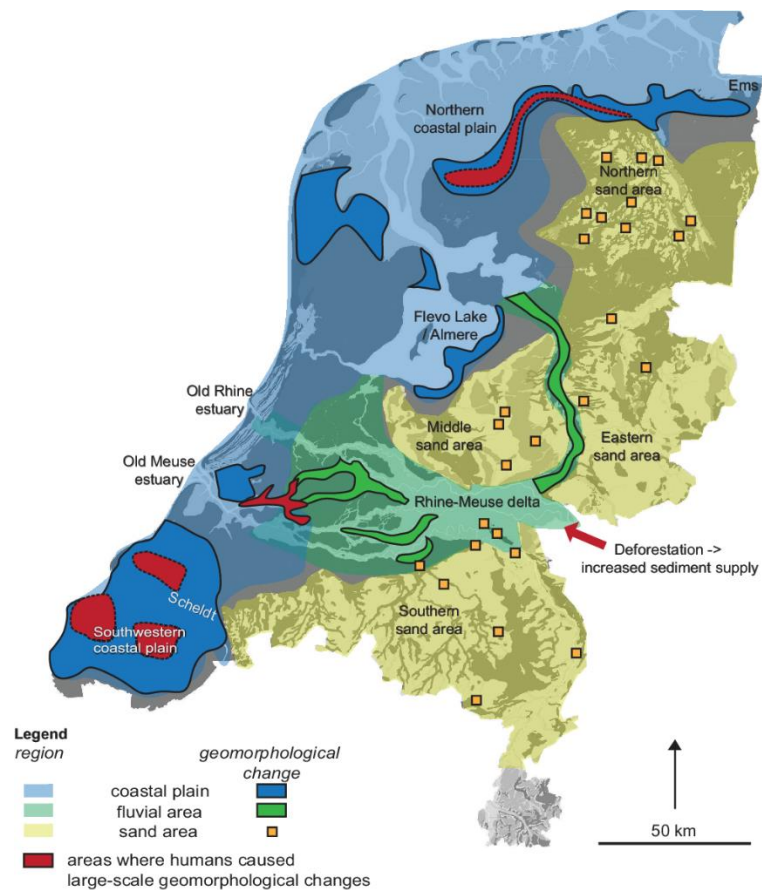 Ems
Northern
coastal plain
Northern
sand area
Flevo Lake
/ Almere
Old Rhine
estuary
Middle
sand area
Eastern
sand area
Old Meuse
estuary
Rhine-Meuse delta
Deforestation ->
increased sediment supply
Scheldt
Southern
sand area
Southwestern
coastal plain
Legend
region
geomorphological
change
coastal plain
fluvial area
sand area
areas where humans caused
large-scale geomorphological changes
50 km